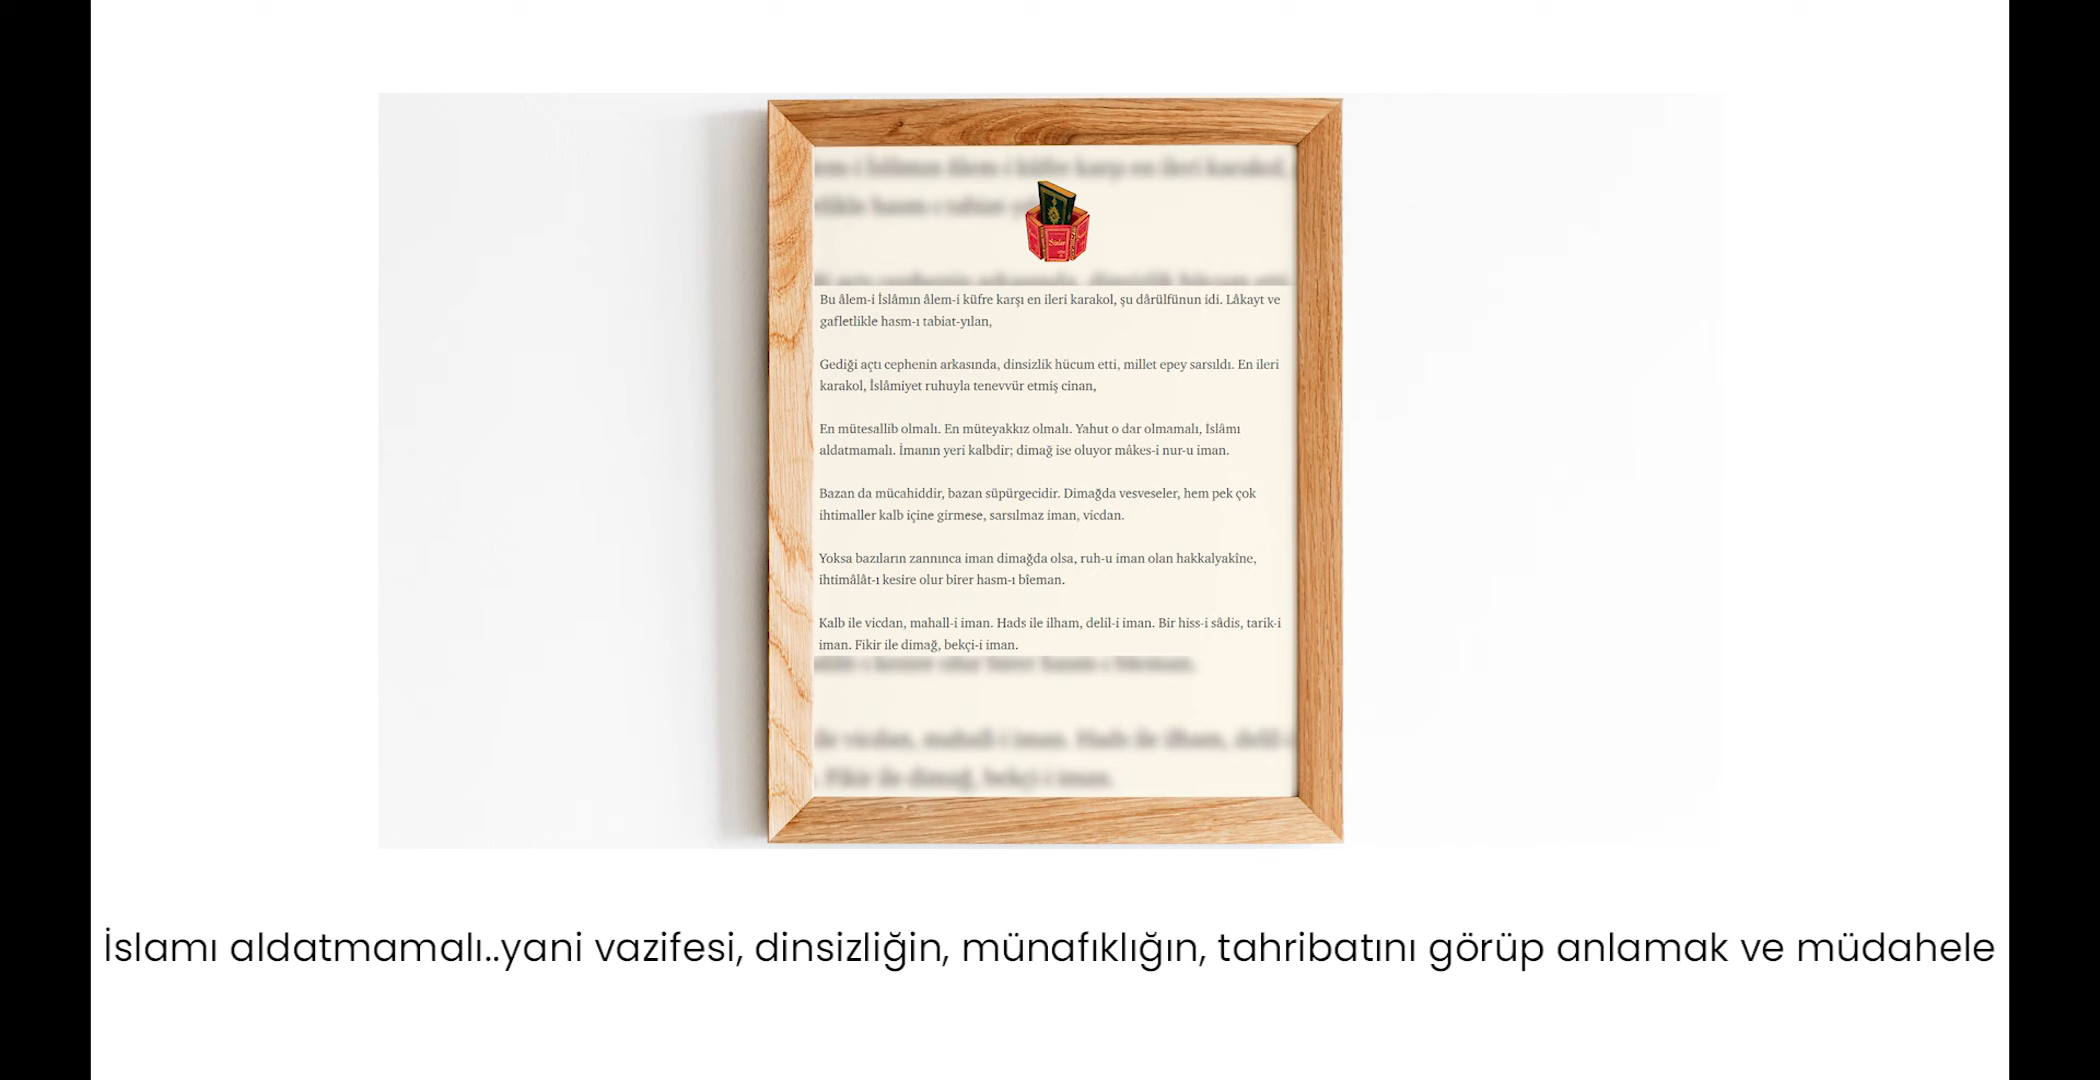 Bu âlem-i İslâmın âlem-i küfre karşı en ileri karakol, şu dârülfünun idi. Lâkayt ve
gafletlikle hasm-ı tabiat-yılan,
Gediği açtı cephenin arkasında, dinsizlik hücum etti, millet epey sarsıldı. En ileri
karakol, İslâmiyet ruhuyla tenevvür etmiş cinan,
En mütesallib olmalı. En müteyakkız olmalı. Yahut o dar olmamalı, İslâmı
aldatmamalı. İmanın yeri kalbdir; dimağ ise oluyor mâkes-i nur-u iman.
Bazan da mücahiddir, bazan süpürgecidir. Dimağda vesveseler, hem pek çok
ihtimaller kalb içine girmese, sarsılmaz iman, vicdan.
Yoksa bazıların zannınca iman dimağda olsa, ruh-u iman olan hakkalyakîne,
ihtimâlât-ı kesire olur birer hasm-ı bîeman.
Kalb ile vicdan, mahall-i iman. Hads ile ilham, delil-i iman. Bir hiss-i sâdis, tarik-i
iman. Fikir ile dimağ, bekçi-i iman.
İslamı aldatmamalı..yani vazifesi, dinsizliğin, münafıklığın, tahribatını görüp anlamak ve müdahele